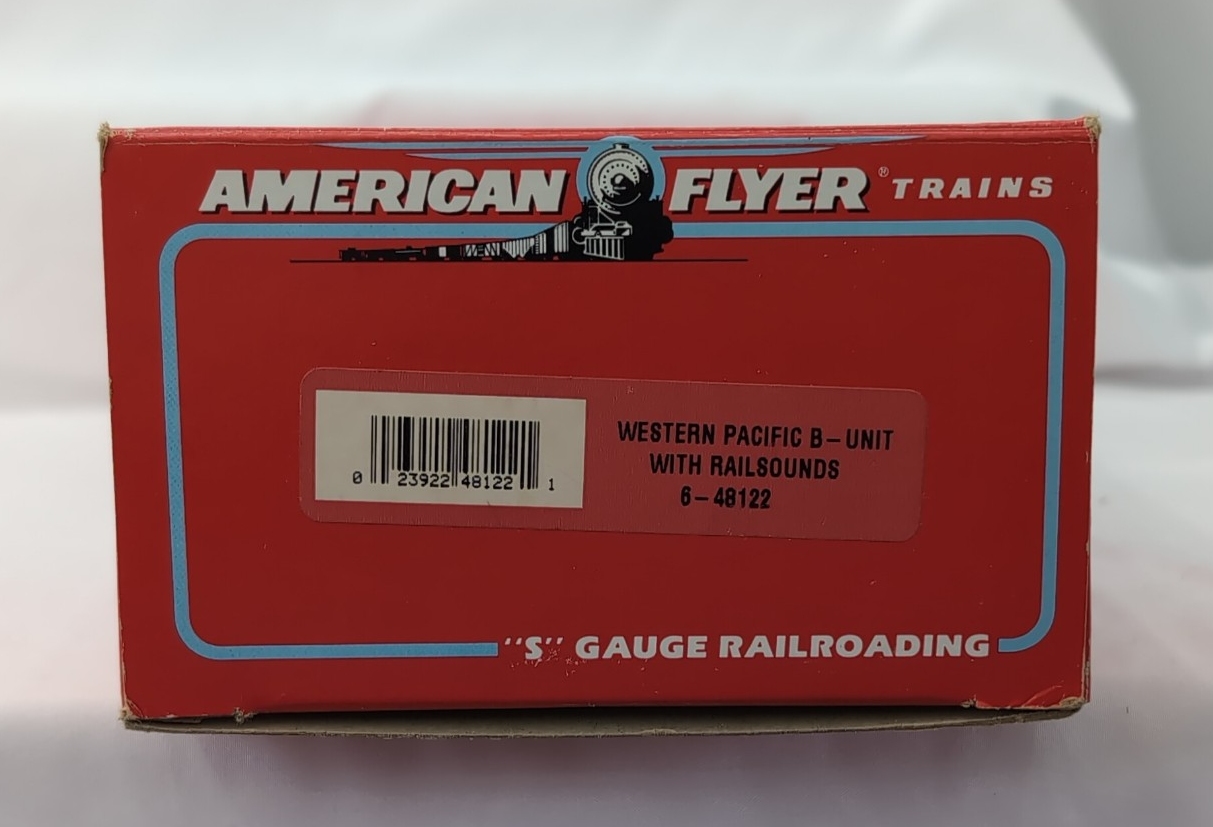 AMERICAN FLYER® TRAINS
WESTERN PACIFIC B-UNIT
WITH RAILSOUNDS
6-48122
0 23922 48122 1
"S" GAUGE RAILROADING